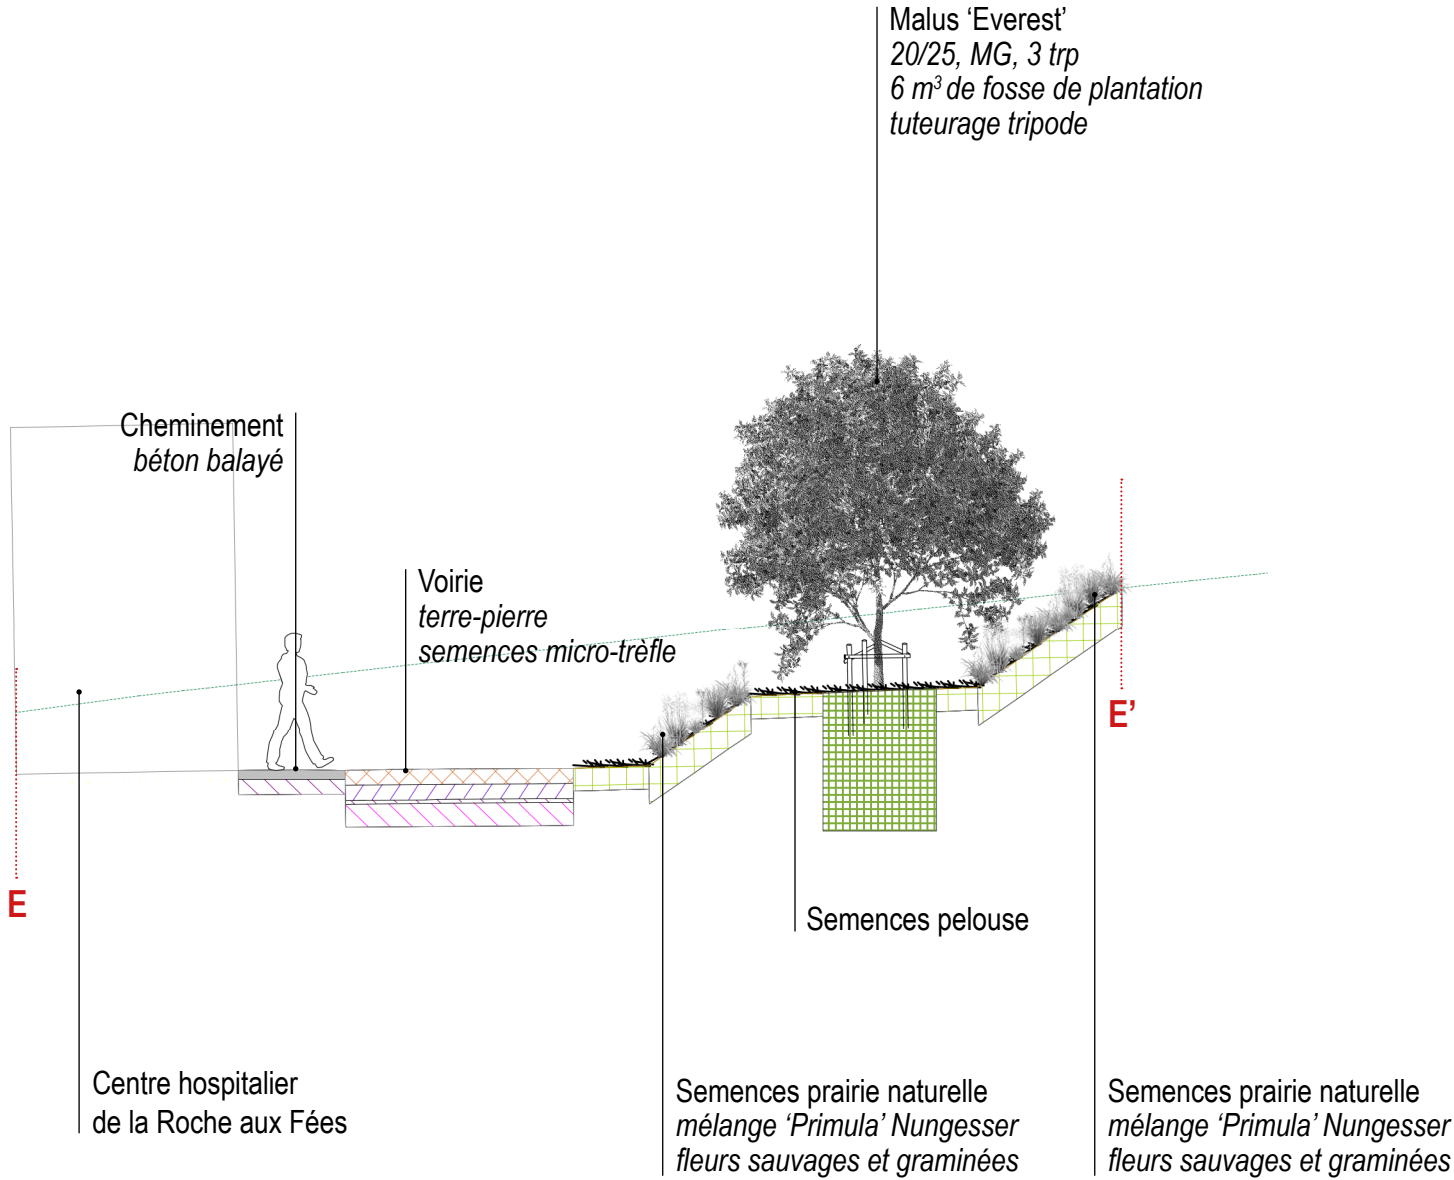 Malus ‘Everest’
20/25, MG, 3 trp
6 m³ de fosse de plantation
tuteurage tripode
Cheminement
béton balayé
Voirie
terre-pierre
semences micro-trèfle
E’
E
Semences pelouse
Centre hospitalier
de la Roche aux Fées
Semences prairie naturelle
mélange ‘Primula’ Nungesser
fleurs sauvages et graminées
Semences prairie naturelle
mélange ‘Primula’ Nungesser
fleurs sauvages et graminées